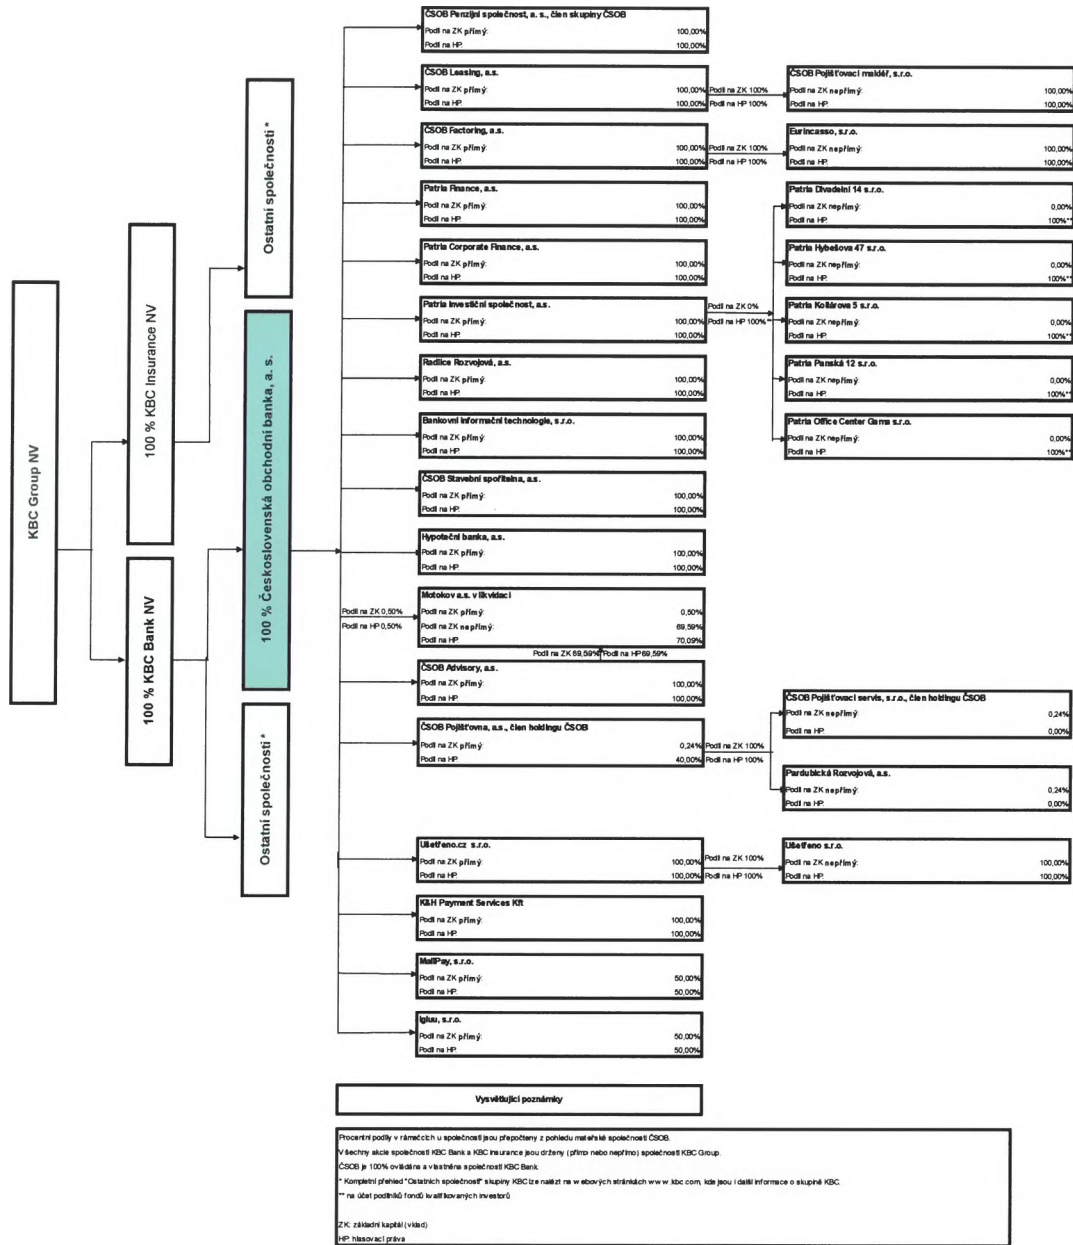 KBC Group NV
100 % KBC Insurance NV
100 % KBC Bank NV
Ostatní společnosti *
100 % Československá obchodní banka, a. s.
Ostatní společnosti *
ČSOB Penzijní společnost, a. s., člen skupiny ČSOB
Podíl na ZK přímý: 100,00%
Podíl na HP: 100,00%
ČSOB Leasing, a.s.
Podíl na ZK přímý: 100,00%
Podíl na HP: 100,00%
Podíl na ZK 100%
Podíl na HP 100%
ČSOB Pojišťovací makléř, s.r.o.
Podíl na ZK nepřímý: 100,00%
Podíl na HP: 100,00%
ČSOB Factoring, a.s.
Podíl na ZK přímý: 100,00%
Podíl na HP: 100,00%
Podíl na ZK 100%
Podíl na HP 100%
Eurincasso, s.r.o.
Podíl na ZK nepřímý: 100,00%
Podíl na HP: 100,00%
Patria Finance, a.s.
Podíl na ZK přímý: 100,00%
Podíl na HP: 100,00%
Patria Corporate Finance, a.s.
Podíl na ZK přímý: 100,00%
Podíl na HP: 100,00%
Patria investiční společnost, a.s.
Podíl na ZK přímý: 100,00%
Podíl na HP: 100,00%
Podíl na ZK 0%
Podíl na HP 100%**
Patria Divadelní 14 s.r.o.
Podíl na ZK nepřímý: 0,00%
Podíl na HP: 100%**
Patria Hybešova 47 s.r.o.
Podíl na ZK nepřímý: 0,00%
Podíl na HP: 100%**
Patria Kollárova 5 s.r.o.
Podíl na ZK nepřímý: 0,00%
Podíl na HP: 100%**
Patria Panská 12 s.r.o.
Podíl na ZK nepřímý: 0,00%
Podíl na HP: 100%**
Patria Office Center Gama s.r.o.
Podíl na ZK nepřímý: 0,00%
Podíl na HP: 100%**
Radlice Rozvojová, a.s.
Podíl na ZK přímý: 100,00%
Podíl na HP: 100,00%
Bankovní informační technologie, s.r.o.
Podíl na ZK přímý: 100,00%
Podíl na HP: 100,00%
ČSOB Stavební spořitelna, a.s.
Podíl na ZK přímý: 100,00%
Podíl na HP: 100,00%
Hypoteční banka, a.s.
Podíl na ZK přímý: 100,00%
Podíl na HP: 100,00%
Podíl na ZK 0,50%
Podíl na HP 0,50%
Motokov a.s. v likvidaci
Podíl na ZK přímý: 0,50%
Podíl na ZK nepřímý: 69,59%
Podíl na HP: 70,09%
Podíl na ZK 69,59% Podíl na HP 69,59%
ČSOB Advisory, a.s.
Podíl na ZK přímý: 100,00%
Podíl na HP: 100,00%
ČSOB Pojišťovna, a.s., člen holdingu ČSOB
Podíl na ZK přímý: 0,24%
Podíl na HP: 40,00%
Podíl na ZK 100%
Podíl na HP 100%
ČSOB Pojišťovací servis, s.r.o., člen holdingu ČSOB
Podíl na ZK nepřímý: 0,24%
Podíl na HP: 0,00%
Pardubická Rozvojová, a.s.
Podíl na ZK nepřímý: 0,24%
Podíl na HP: 0,00%
Ušetřeno.cz s.r.o.
Podíl na ZK přímý: 100,00%
Podíl na HP: 100,00%
Podíl na ZK 100%
Podíl na HP 100%
Ušetřeno s.r.o.
Podíl na ZK nepřímý: 100,00%
Podíl na HP: 100,00%
K&H Payment Services Kft
Podíl na ZK přímý: 100,00%
Podíl na HP: 100,00%
MallPay, s.r.o.
Podíl na ZK přímý: 50,00%
Podíl na HP: 50,00%
Igluu, s.r.o.
Podíl na ZK přímý: 50,00%
Podíl na HP: 50,00%
Vysvětlující poznámky
Procentní podíly v rámečcích u společností jsou přepočteny z pohledu mateřské společnosti ČSOB.
Všechny akcie společností KBC Bank a KBC Insurance jsou drženy (přímo nebo nepřímo) společností KBC Group.
ČSOB je 100% ovládána a vlastněna společností KBC Bank
* Kompletní přehled "Ostatních společností" skupiny KBC lze nalézt na webových stránkách www.kbc.com, kde jsou i další informace o skupině KBC.
** na účet podílníků fondů kvalifikovaných investorů
ZK: základní kapitál (vklad)
HP: hlasovací práva